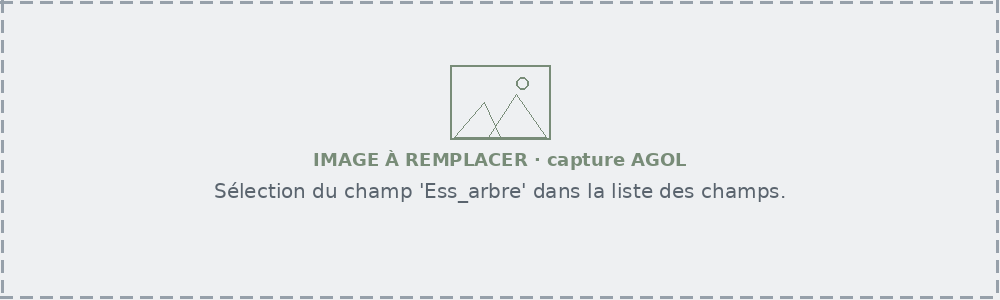 IMAGE À REMPLACER · capture AGOL
Sélection du champ 'Ess_arbre' dans la liste des champs.